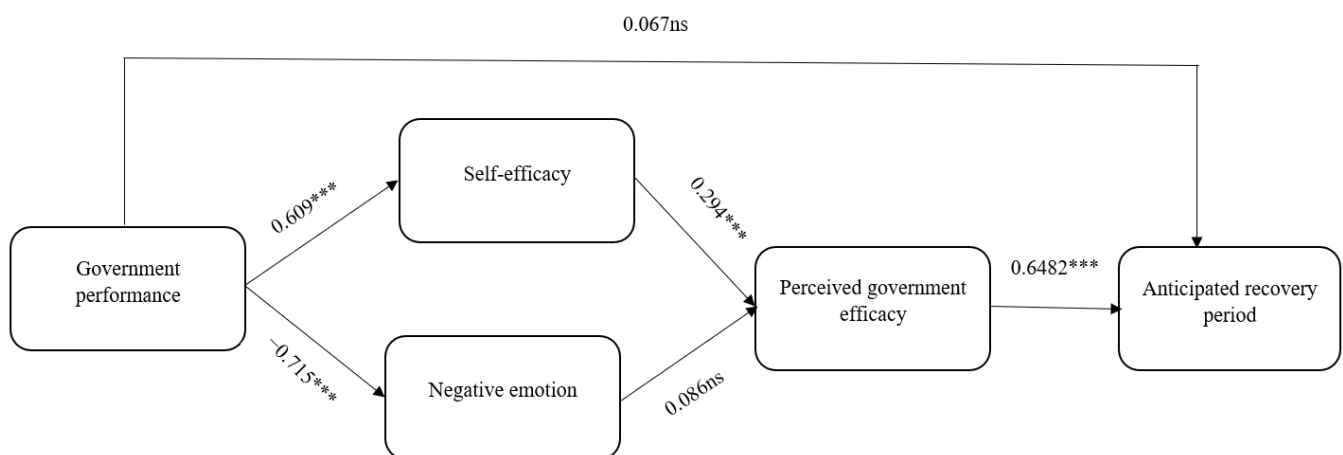 0.067ns
Self-efficacy
0.609***
0.294***
Government
performance
Perceived government
efficacy
0.6482***
Anticipated recovery
period
−0.715***
Negative emotion
0.086ns